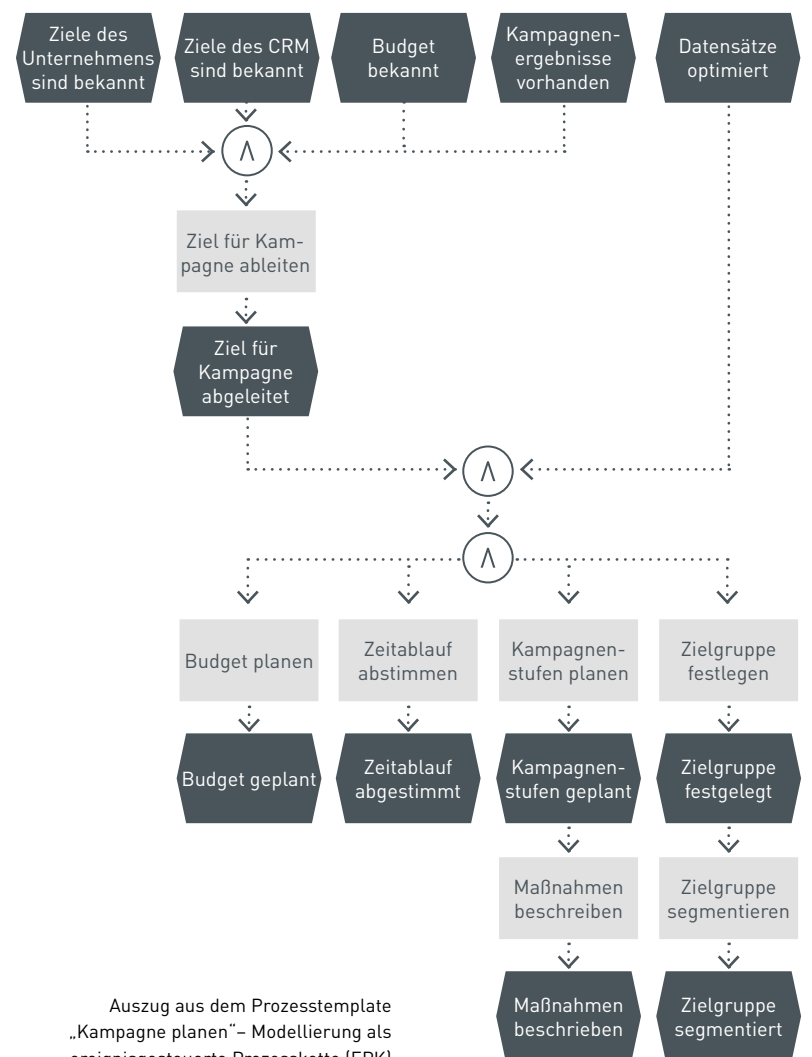 Ziele des
Unternehmens
sind bekannt
Ziele des CRM
sind bekannt
Budget
bekannt
Kampagnen-
ergebnisse
vorhanden
Datensätze
optimiert
Λ
Ziel für Kam-
pagne ableiten
Ziel für
Kampagne
abgeleitet
Λ
Λ
Budget planen
Zeitablauf
abstimmen
Kampagnen-
stufen planen
Zielgruppe
festlegen
Budget geplant
Zeitablauf
abgestimmt
Kampagnen-
stufen geplant
Zielgruppe
festgelegt
Maßnahmen
beschreiben
Zielgruppe
segmentieren
Maßnahmen
beschrieben
Zielgruppe
segmentiert
Auszug aus dem Prozesstemplate
„Kampagne planen“– Modellierung als
ereignisgesteuerte Prozesskette (EPK)